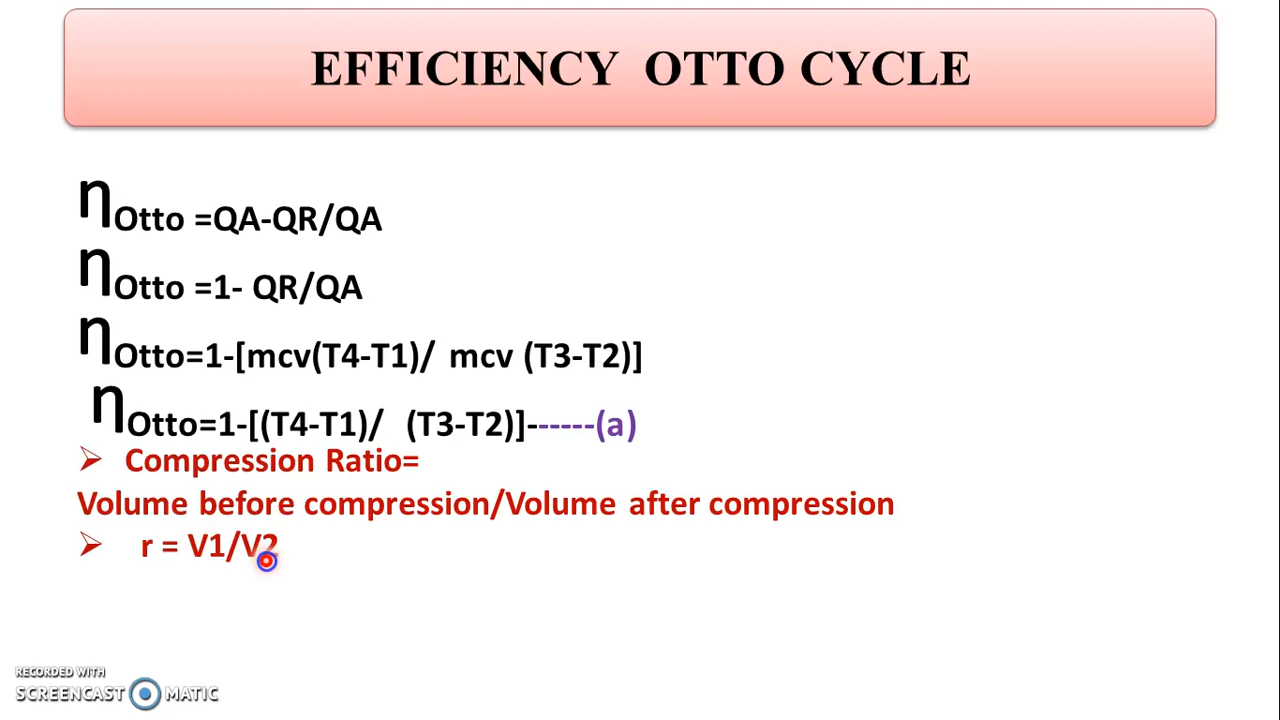 EFFICIENCY OTTO CYCLE
ηOtto =QA-QR/QA
ηOtto =1- QR/QA
ηOtto=1-[mcv(T4-T1)/ mcv (T3-T2)]
ηOtto=1-[(T4-T1)/ (T3-T2)]------(a)
➢ Compression Ratio=
Volume before compression/Volume after compression
➢ r = V1/V2
RECORDED WITH
SCREENCAST MATIC